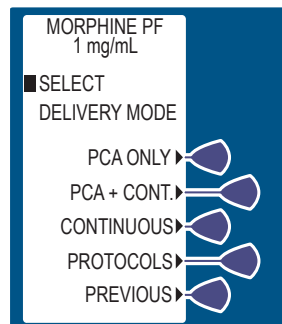 MORPHINE PF
1 mg/mL
SELECT
DELIVERY MODE
PCA ONLY
PCA + CONT.
CONTINUOUS
PROTOCOLS
PREVIOUS